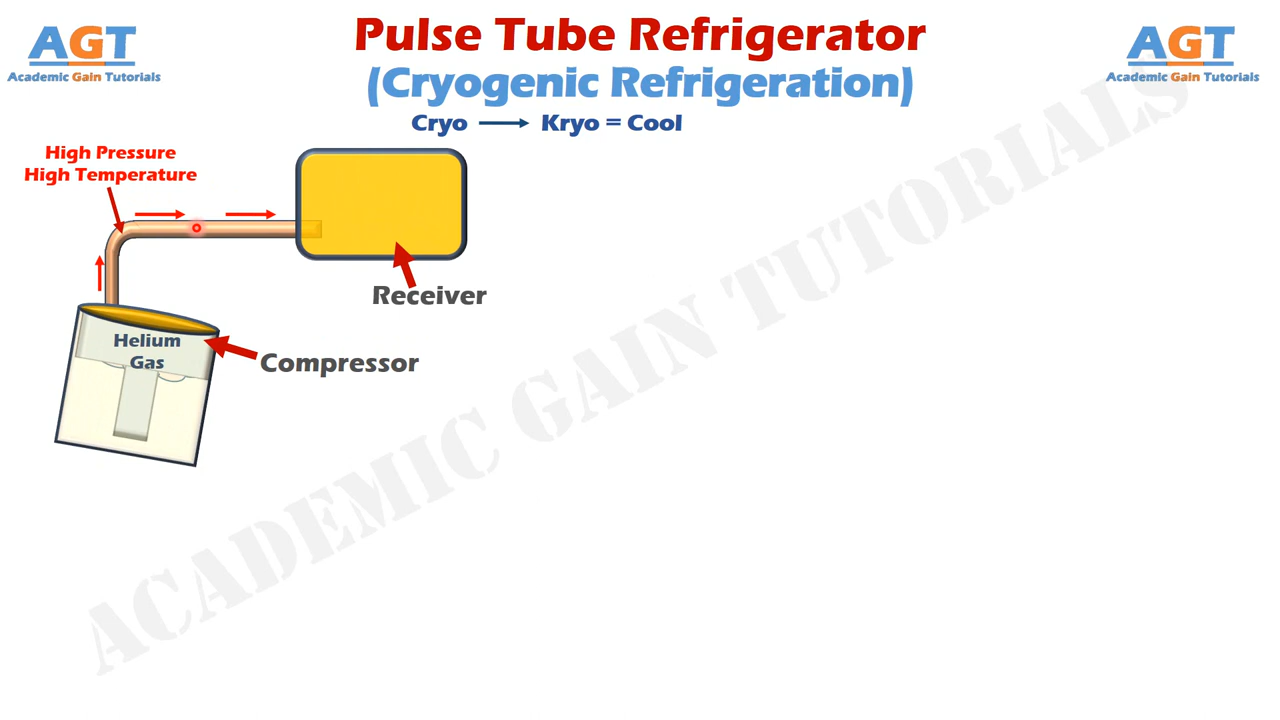 AGT
Academic Gain Tutorials
Pulse Tube Refrigerator
(Cryogenic Refrigeration)
Cryo → Kryo = Cool
AGT
Academic Gain Tutorials
High Pressure
High Temperature
Receiver
Helium
Gas
Compressor
ACADEMIC GAIN TUTORIALS